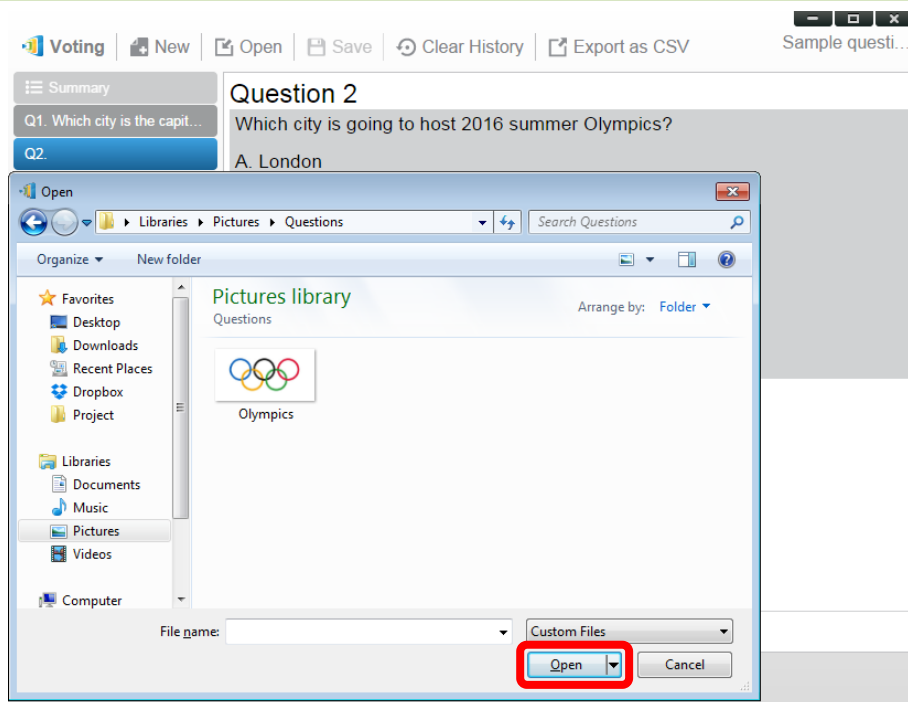 Voting New Open Save Clear History Export as CSV Sample questi...
Summary
Q1. Which city is the capit...
Q2.
Question 2
Which city is going to host 2016 summer Olympics?
A. London
Open
Libraries Pictures Questions Search Questions
Organize New folder
Favorites
Desktop
Downloads
Recent Places
Dropbox
Project
Libraries
Documents
Music
Pictures
Videos
Computer
Pictures library
Questions
Arrange by: Folder
Olympics
File name: Custom Files
Open Cancel